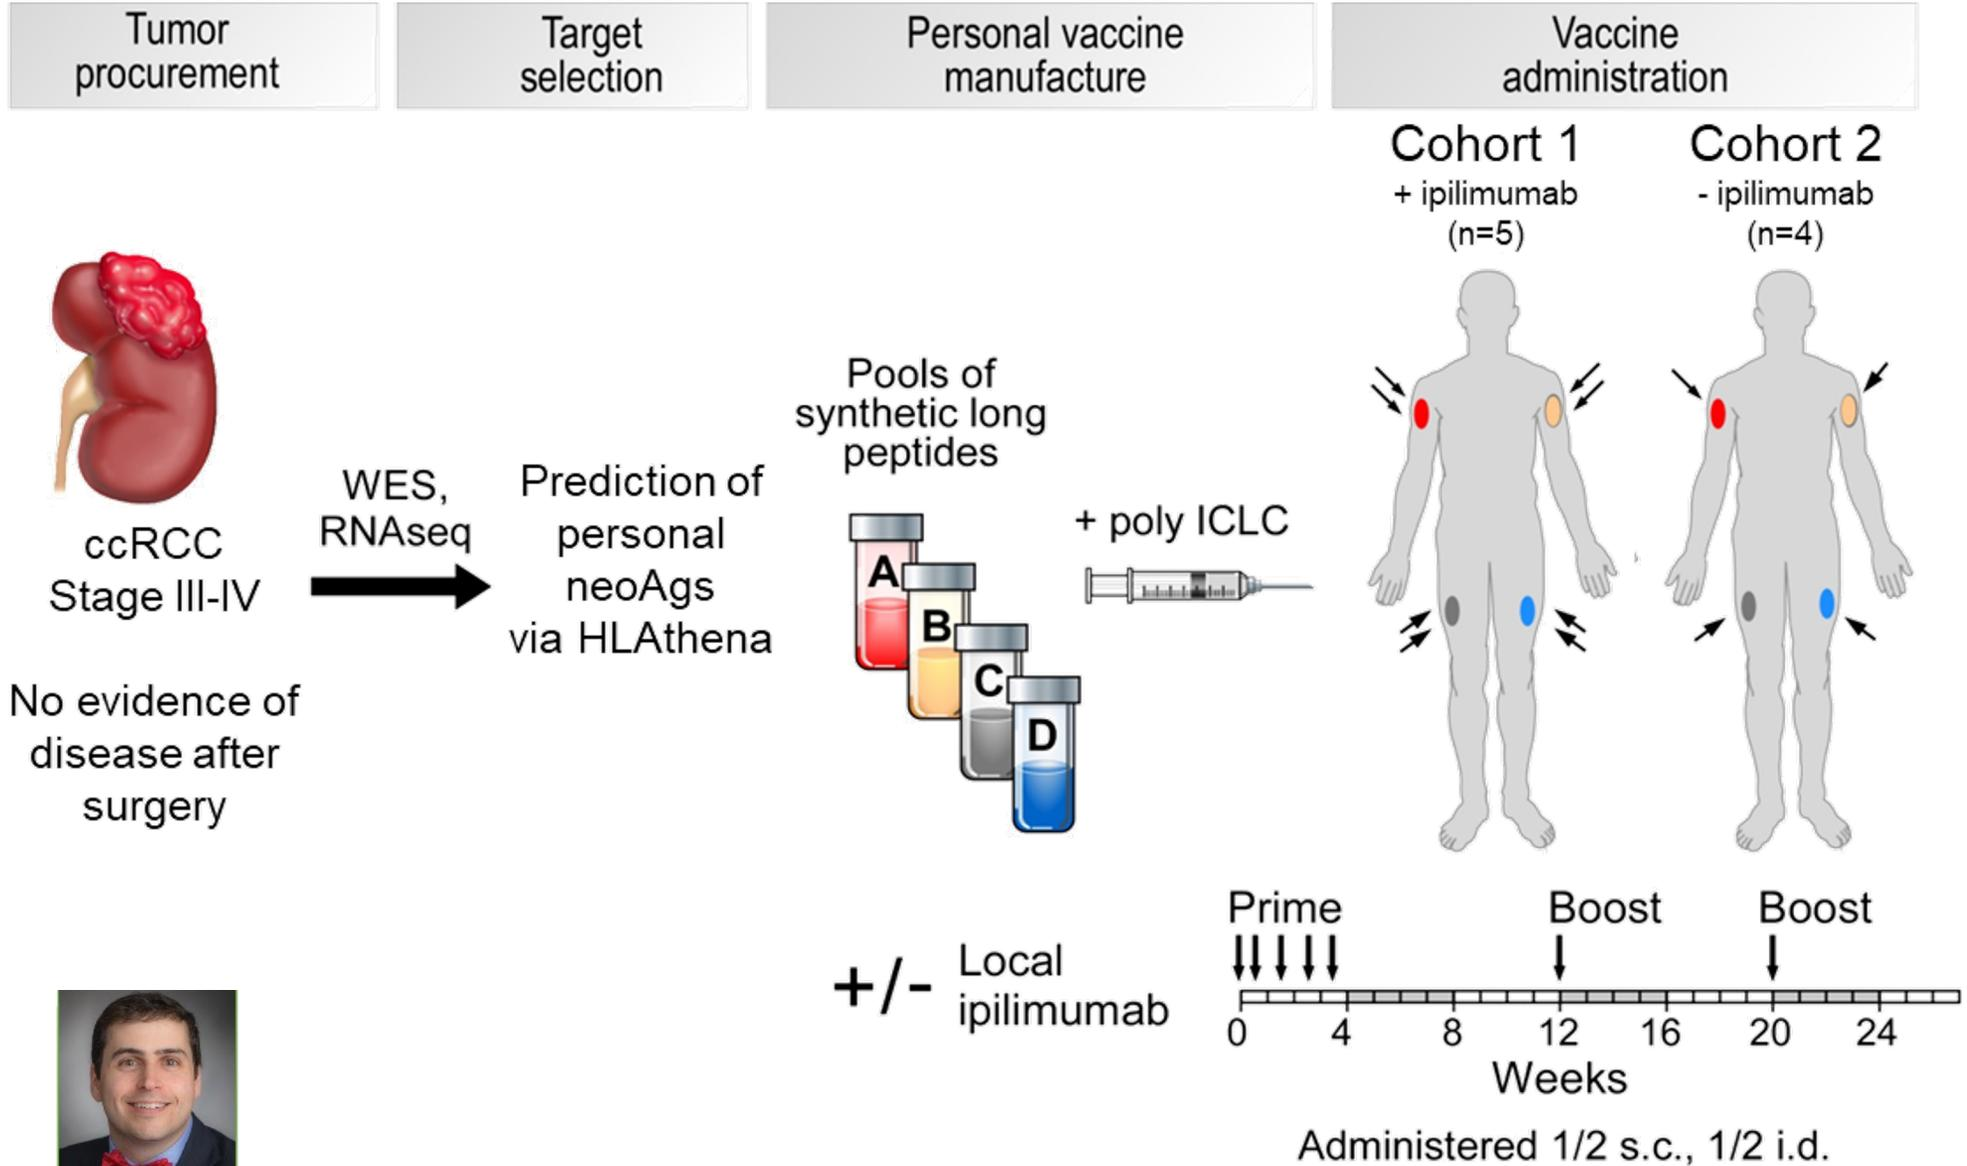 Tumor
procurement
Target
selection
Personal vaccine
manufacture
Vaccine
administration
Cohort 1
+ ipilimumab
(n=5)
Cohort 2
- ipilimumab
(n=4)
ccRCC
Stage III-IV
No evidence of
disease after
surgery
WES,
RNAseq
Prediction of
personal
neoAgs
via HLAthena
Pools of
synthetic long
peptides
A
B
C
D
+ poly ICLC
+/-
Local
ipilimumab
Prime
Boost
Boost
0 4 8 12 16 20 24
Weeks
Administered 1/2 s.c., 1/2 i.d.